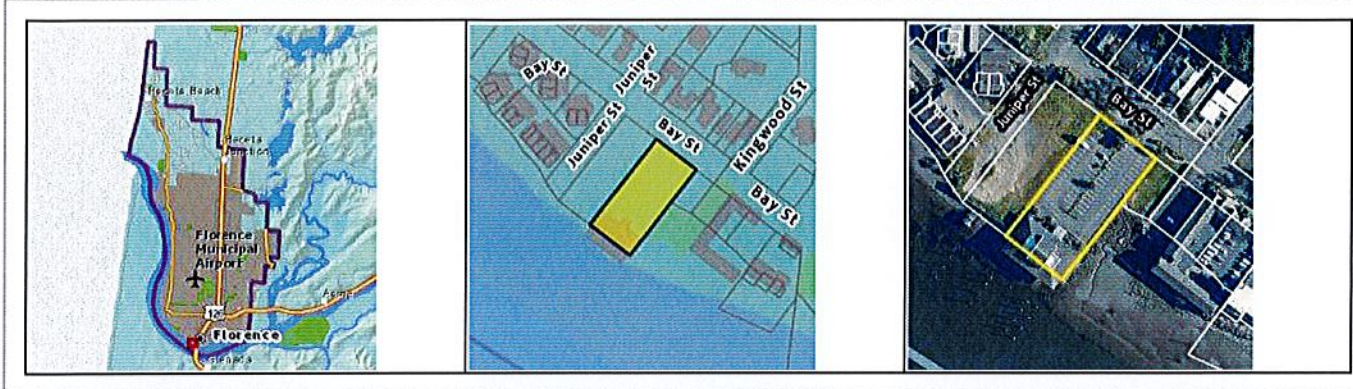 Heceta Beach
Heceta
Junction
Florence
Municipal
Airport
126
Florence
Glenada
Bay St
Juniper
St
Juniper St
Bay St
Kingwood St
Bay St
Juniper St
Bay St